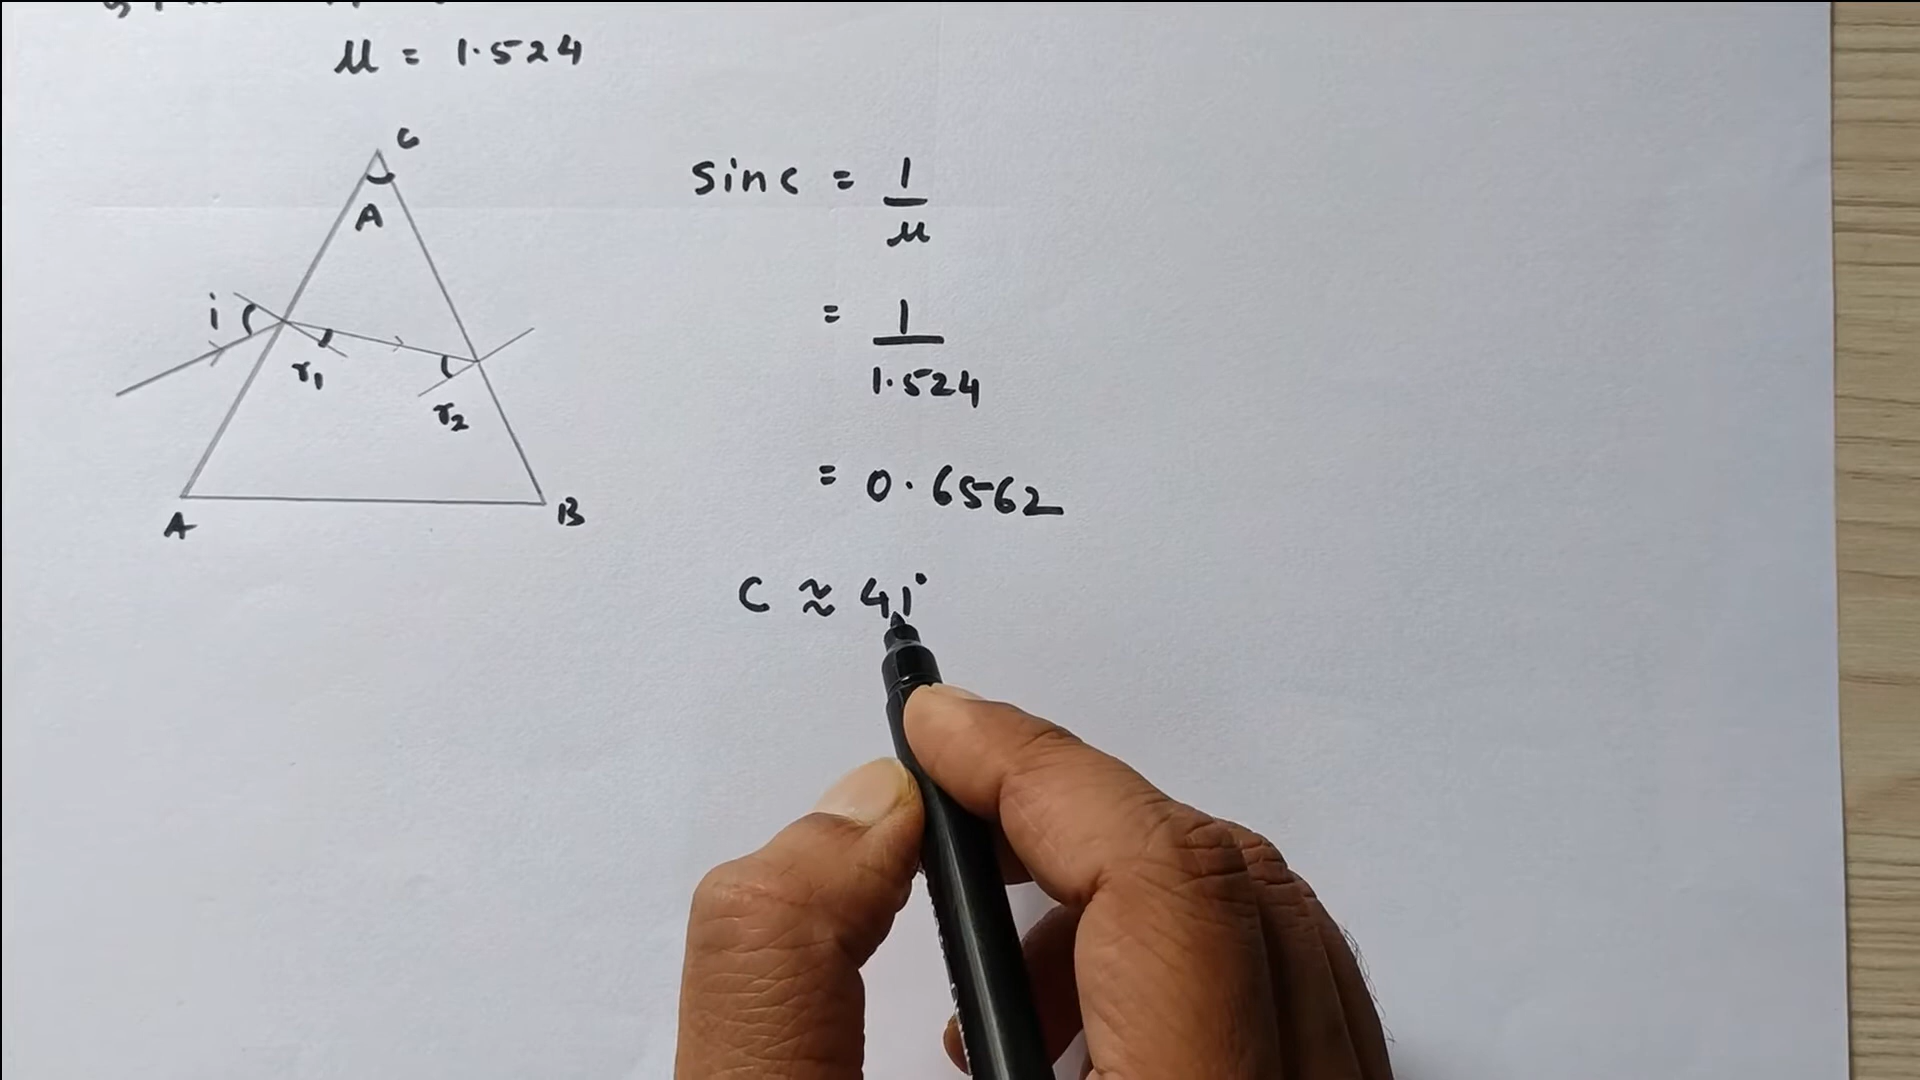 μ = 1.524
C
A
i
r₁
r₂
A
B
sin c = 1/μ
= 1/1.524
= 0.6562
C ≈ 41°